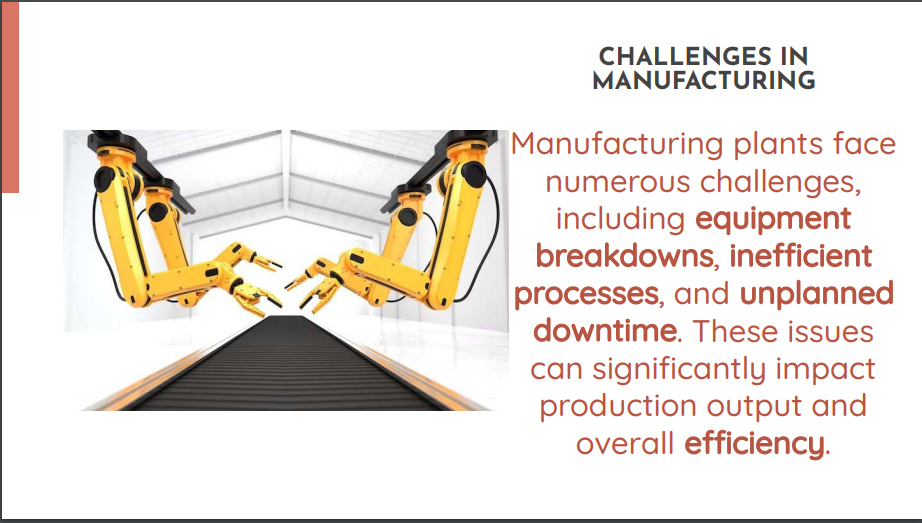 CHALLENGES IN
MANUFACTURING
Manufacturing plants face
numerous challenges,
including equipment
breakdowns, inefficient
processes, and unplanned
downtime. These issues
can significantly impact
production output and
overall efficiency.